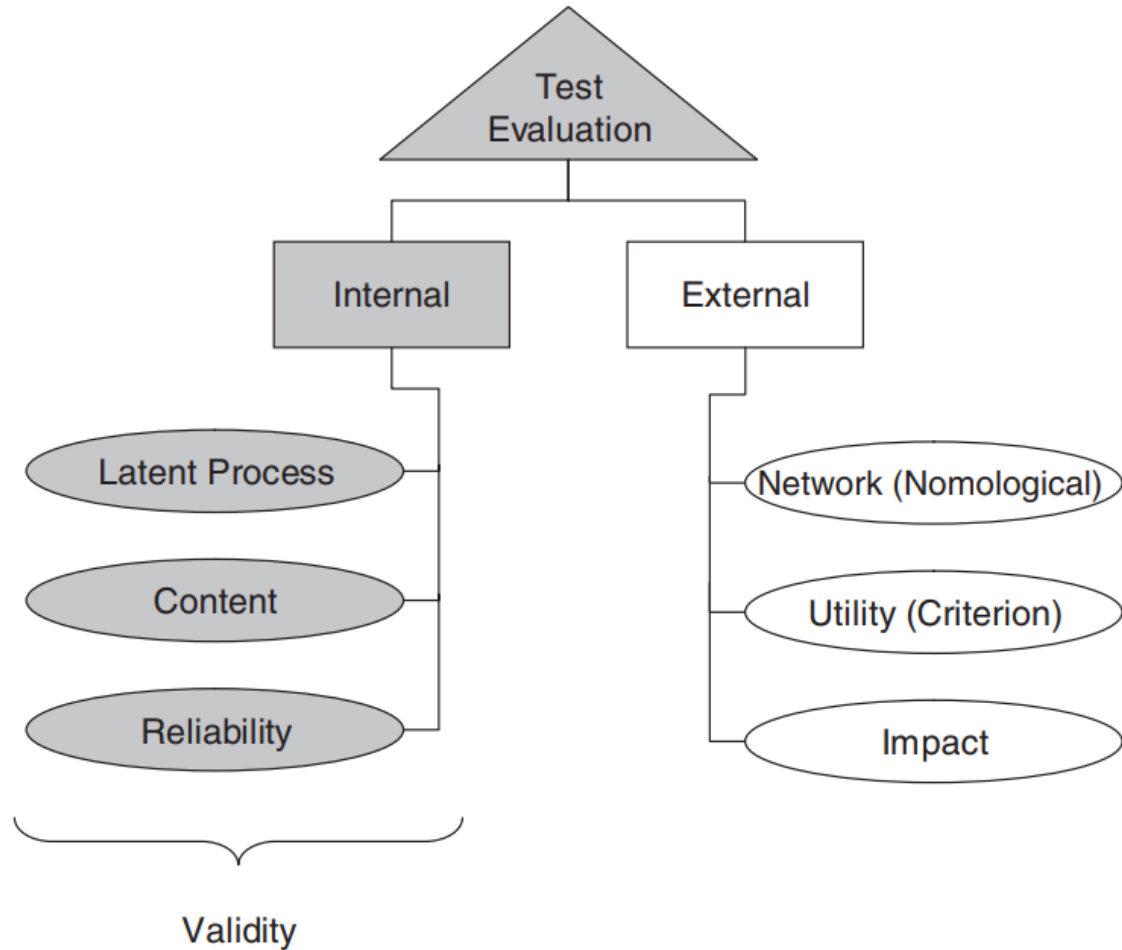 Test
Evaluation
Internal
External
Latent Process
Content
Reliability
Network (Nomological)
Utility (Criterion)
Impact
Validity